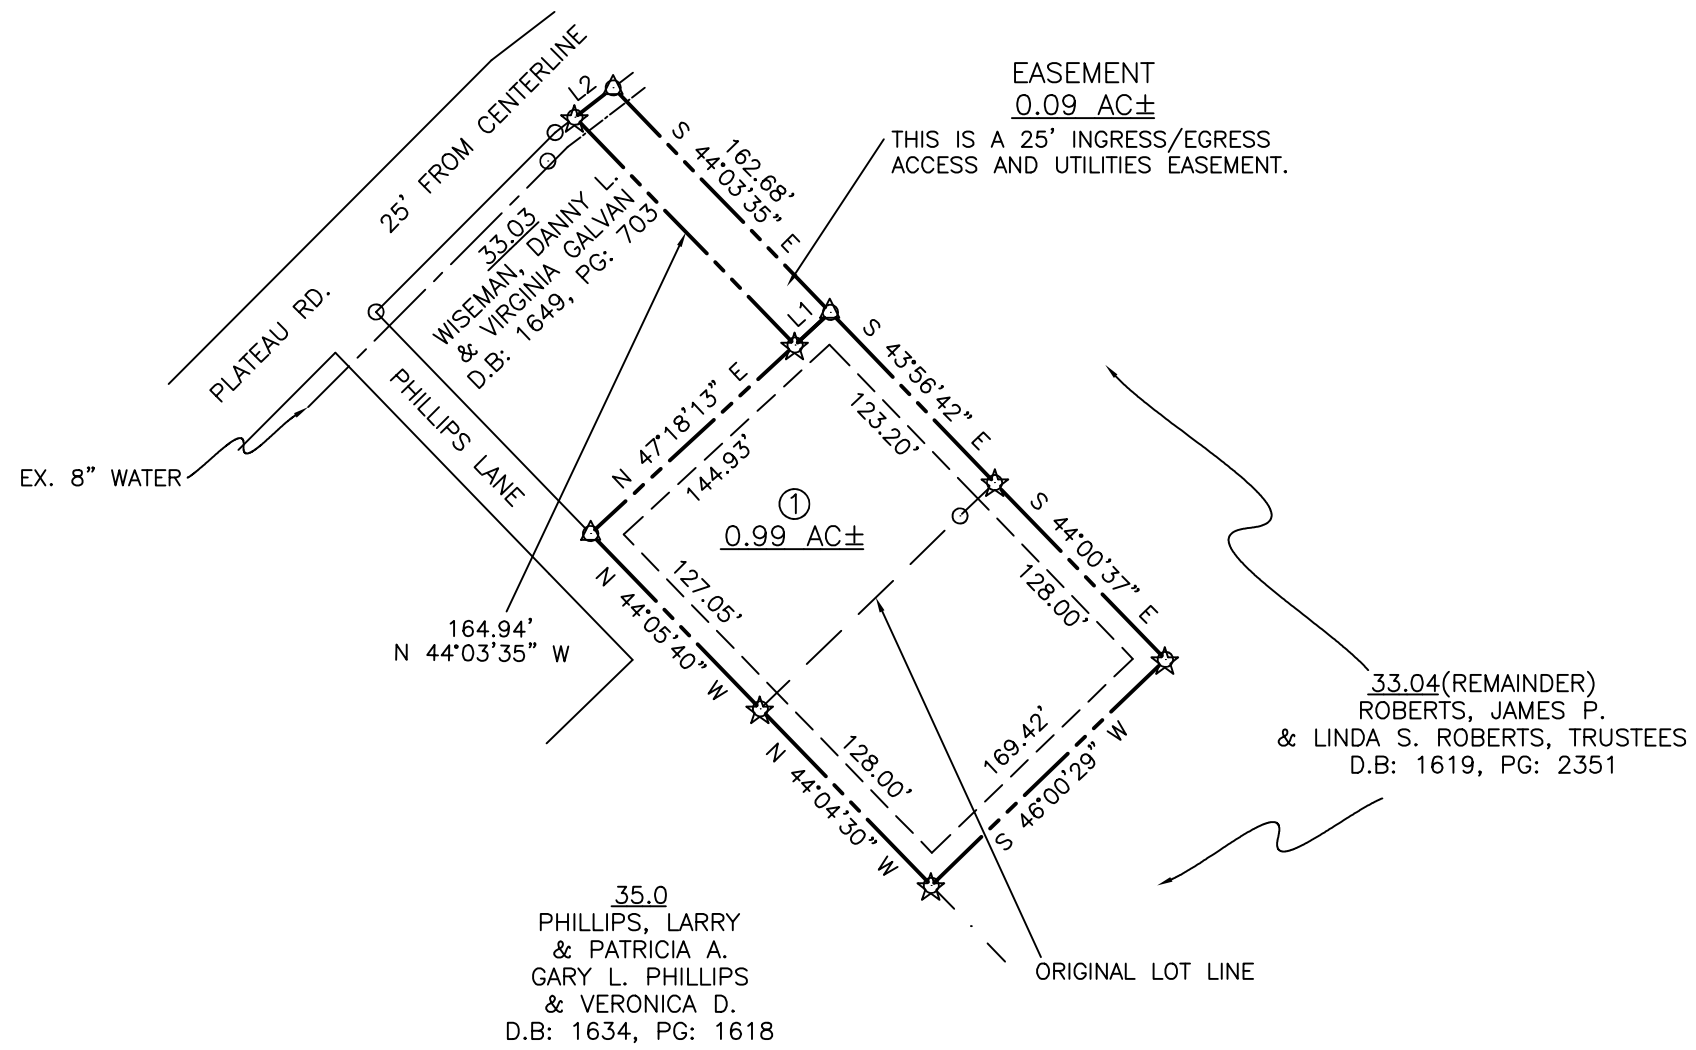 25' FROM CENTERLINE
PLATEAU RD.
L2
EASEMENT
0.09 AC±
THIS IS A 25' INGRESS/EGRESS
ACCESS AND UTILITIES EASEMENT.
162.68'
S 44°03'35" E
33.03
WISEMAN, DANNY L.
& VIRGINIA GALVAN
D.B: 1649, PG: 703
L1
PHILLIPS LANE
EX. 8" WATER
N 47°18'13" E
144.93'
S 43°56'42" E
123.20'
1
0.99 AC±
S 44°00'37" E
128.00'
127.05'
N 44°05'40" W
164.94'
N 44°03'35" W
128.00'
N 44°04'30" W
169.42'
S 46°00'29" W
33.04(REMAINDER)
ROBERTS, JAMES P.
& LINDA S. ROBERTS, TRUSTEES
D.B: 1619, PG: 2351
35.0
PHILLIPS, LARRY
& PATRICIA A.
GARY L. PHILLIPS
& VERONICA D.
D.B: 1634, PG: 1618
ORIGINAL LOT LINE